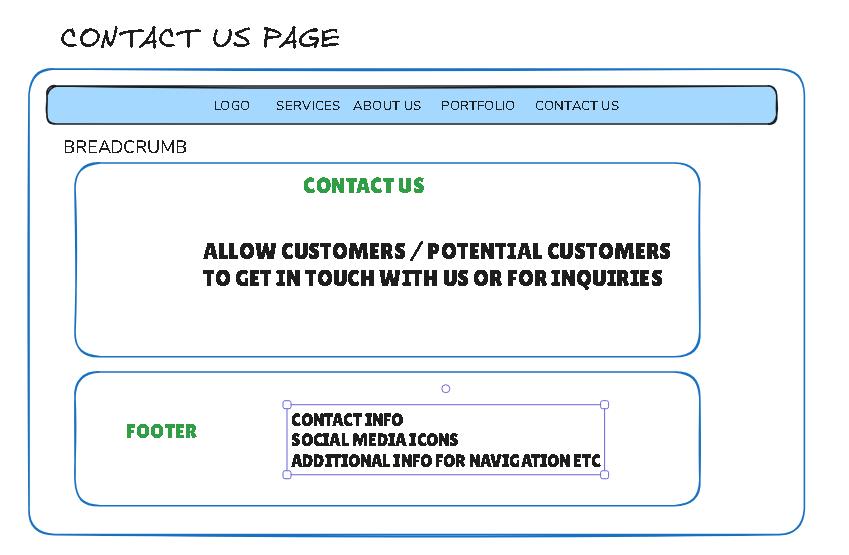 CONTACT US PAGE
LOGO SERVICES ABOUT US PORTFOLIO CONTACT US
BREADCRUMB
CONTACT US
ALLOW CUSTOMERS / POTENTIAL CUSTOMERS
TO GET IN TOUCH WITH US OR FOR INQUIRIES
FOOTER
CONTACT INFO
SOCIAL MEDIA ICONS
ADDITIONAL INFO FOR NAVIGATION ETC